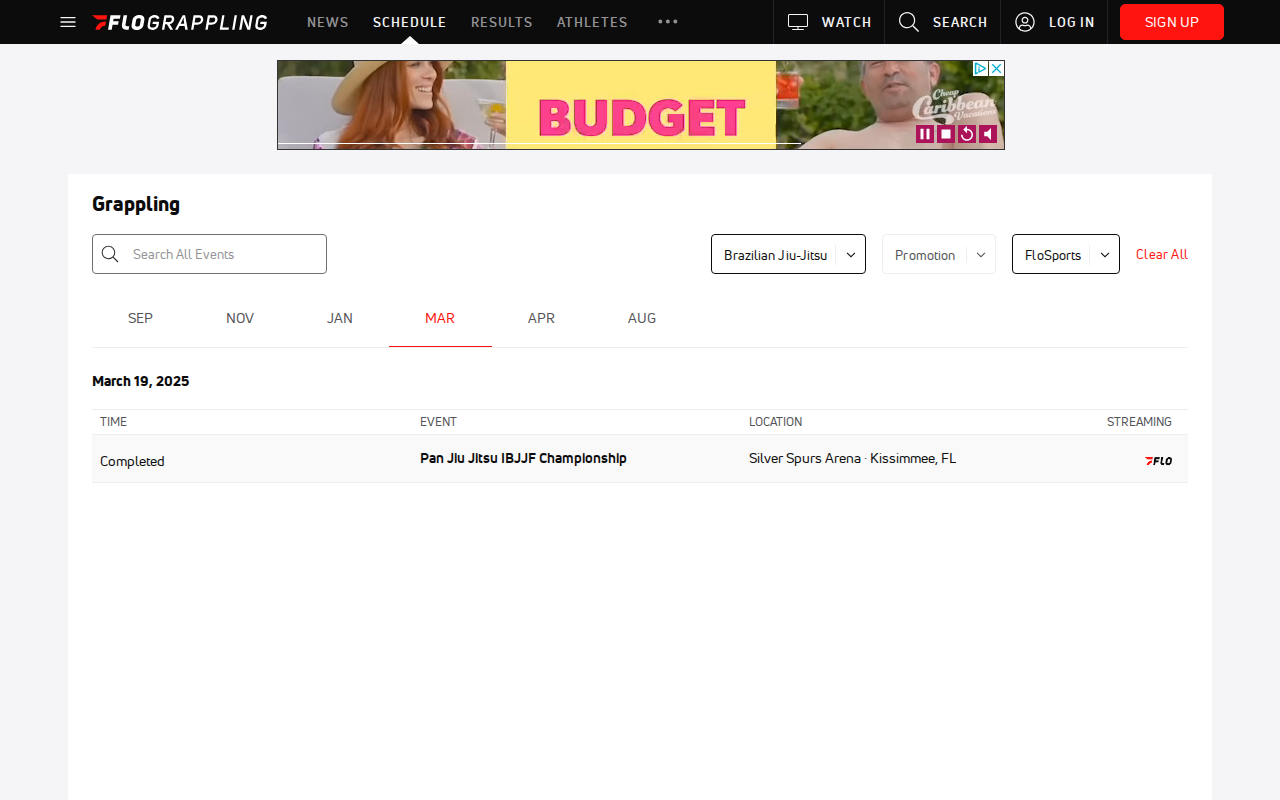 FLOGRAPPLING
NEWS
SCHEDULE
RESULTS
ATHLETES
WATCH
SEARCH
LOG IN
SIGN UP
BUDGET
Cheap
Caribbean
Vacations
Grappling
Search All Events
Brazilian Jiu-Jitsu
Promotion
FloSports
Clear All
SEP
NOV
JAN
MAR
APR
AUG
March 19, 2025
TIME
EVENT
LOCATION
STREAMING
Completed
Pan Jiu Jitsu IBJJF Championship
Silver Spurs Arena · Kissimmee, FL
FLO